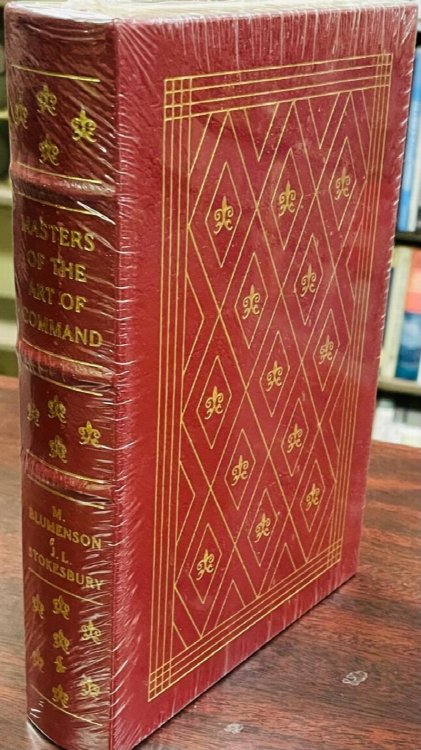 MASTERS
OF THE
ART OF
COMMAND
M.
BLUMENSON
&
J. L.
STOKESBURY